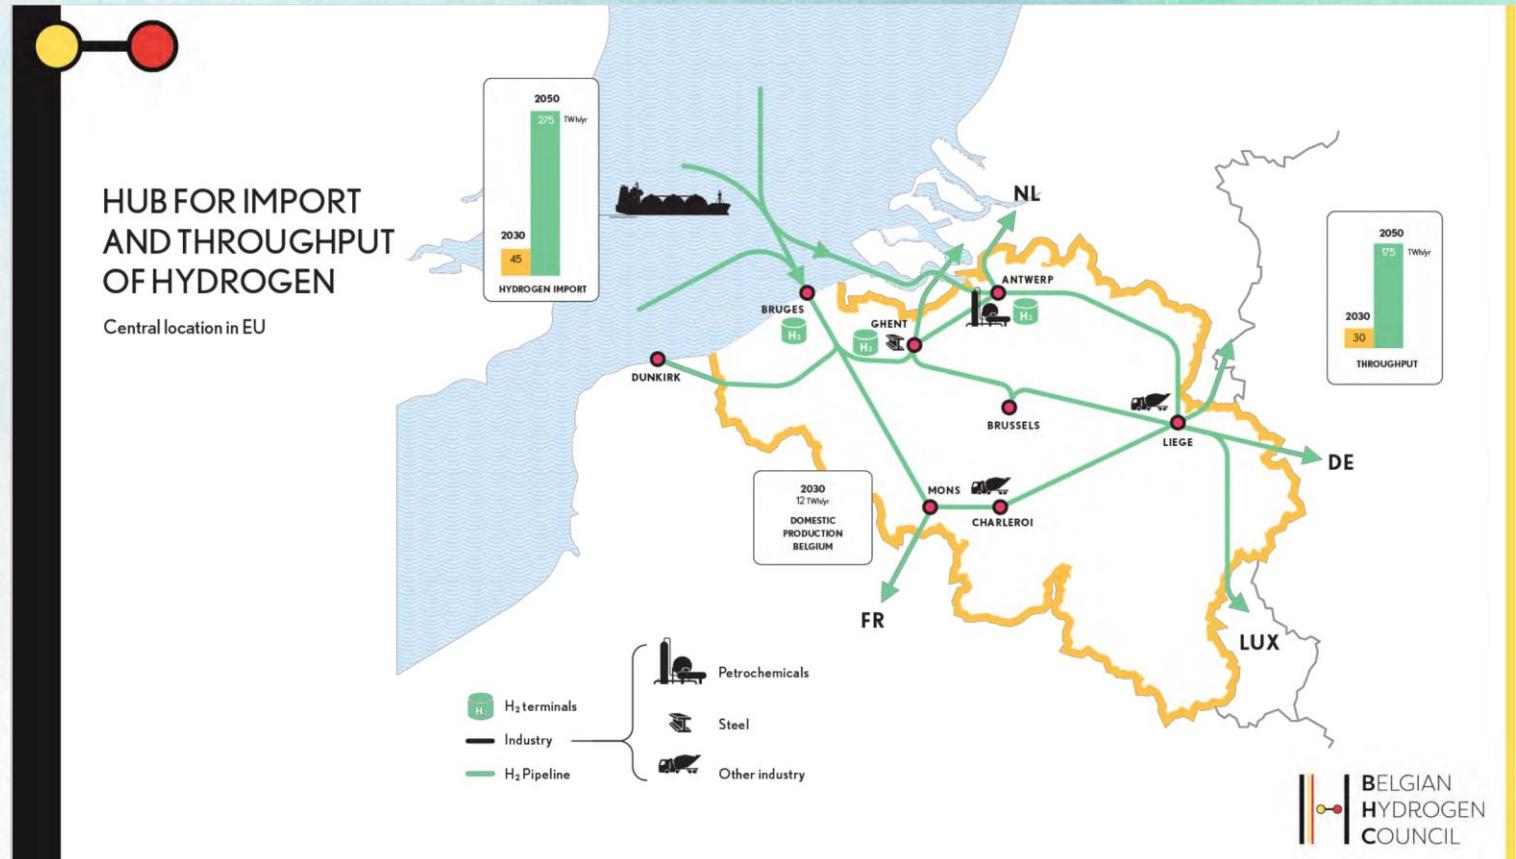 HUB FOR IMPORT
AND THROUGHPUT
OF HYDROGEN
Central location in EU
2050
275 TWh/yr
2030
45
HYDROGEN IMPORT
2050
175 TWh/yr
2030
30
THROUGHPUT
NL
ANTWERP
H₂
BRUGES
H₂
GHENT
H₂
DUNKIRK
BRUSSELS
LIEGE
DE
MONS
CHARLEROI
2030
12 TWh/yr
DOMESTIC
PRODUCTION
BELGIUM
FR
LUX
H₂ H₂ terminals
Industry
H₂ Pipeline
Petrochemicals
Steel
Other industry
BELGIAN
HYDROGEN
COUNCIL